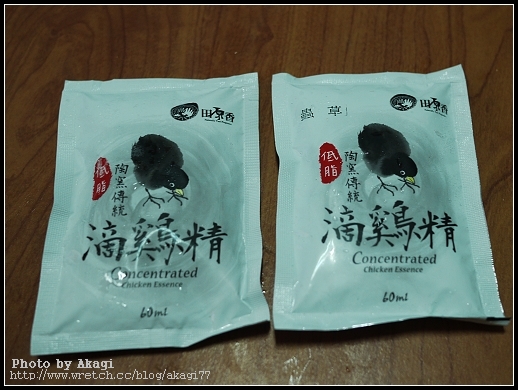 田原香
低脂
陶窯傳統
滴雞精
Concentrated
Chicken Essence
60ml
蟲草
田原香
低脂
陶窯傳統
滴雞精
Concentrated
Chicken Essence
60ml
Photo by Akagi
http://www.wretch.cc/blog/akagi77